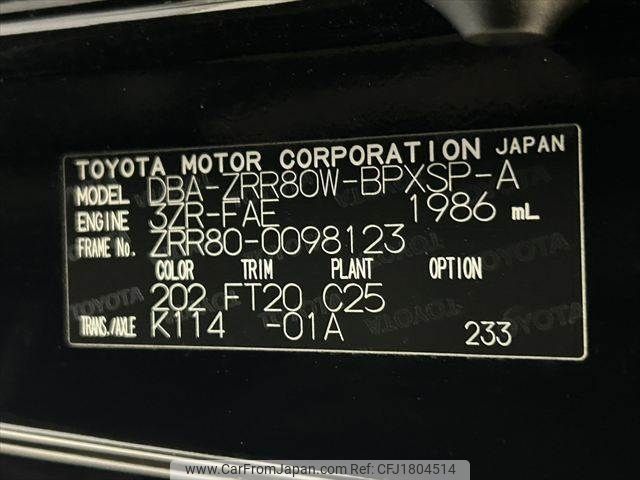 TOYOTA MOTOR CORPORATION JAPAN
MODEL DBA-ZRR80W-BPXSP-A
ENGINE 3ZR-FAE 1986 mL
FRAME No. ZRR80-0098123
COLOR TRIM PLANT OPTION
202 FT20 C25
TRANS./AXLE K114 -01A 233
www.CarFromJapan.com - CFJ1804514